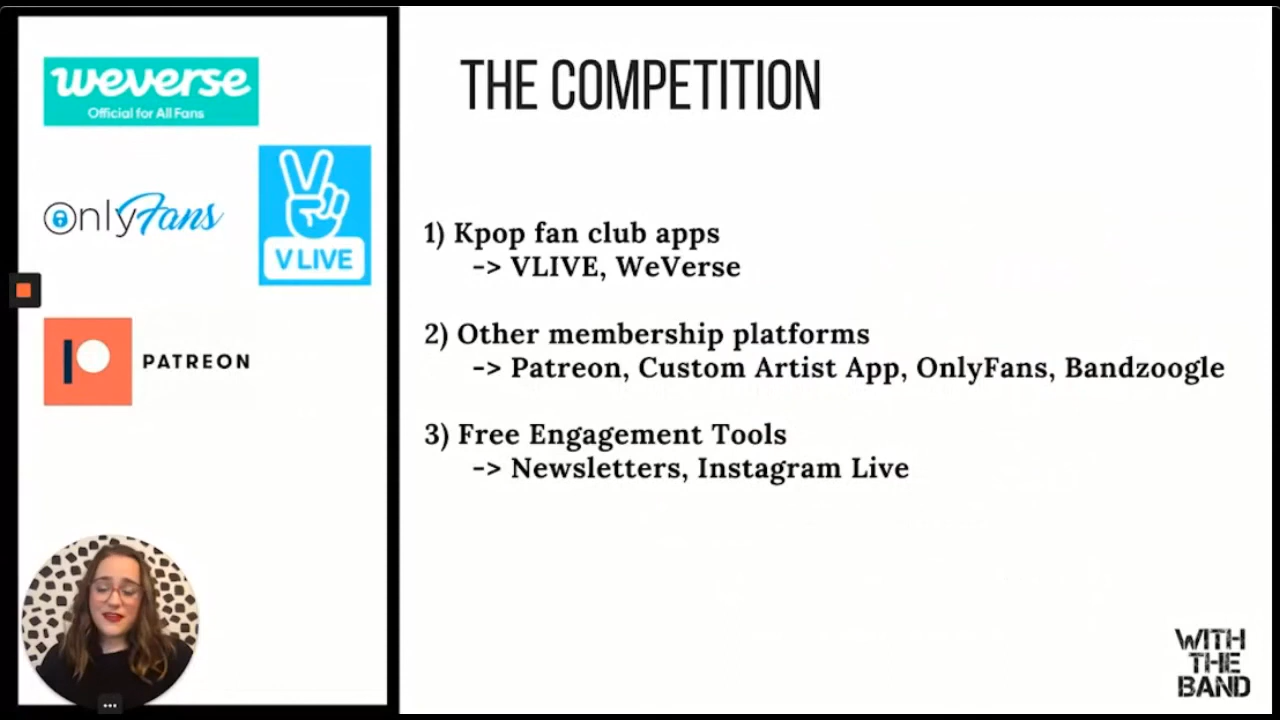 weverse
Official for All Fans
OnlyFans
V LIVE
PATREON
THE COMPETITION
1) Kpop fan club apps
-> VLIVE, WeVerse
2) Other membership platforms
-> Patreon, Custom Artist App, OnlyFans, Bandzoogle
3) Free Engagement Tools
-> Newsletters, Instagram Live
WITH
THE
BAND